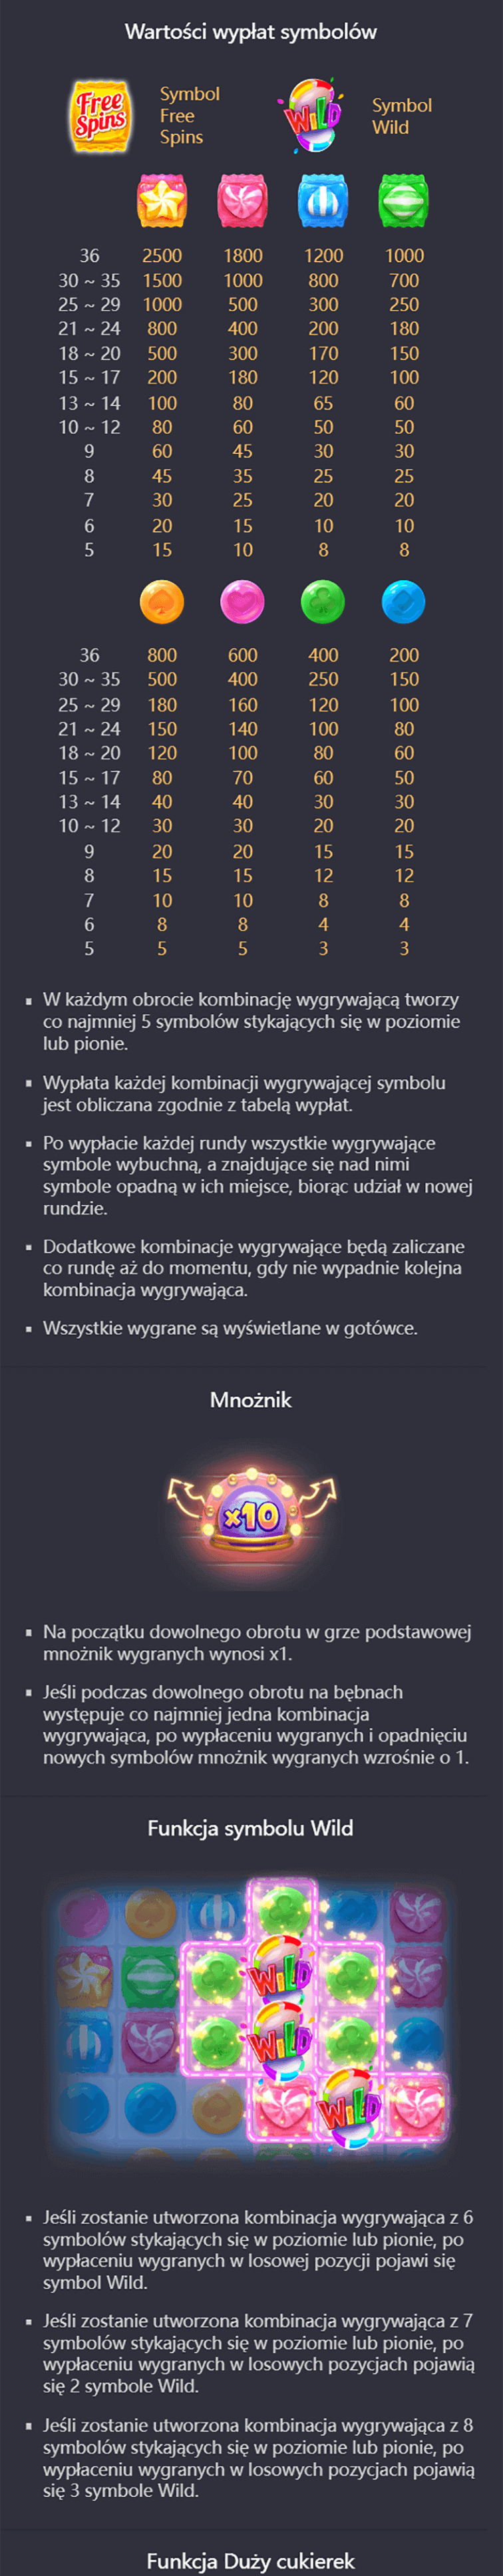 Wartości wypłat symbolów
Free Spins
Symbol
Free
Spins
WILD
Symbol
Wild
36 2500 1800 1200 1000
30 ~ 35 1500 1000 800 700
25 ~ 29 1000 500 300 250
21 ~ 24 800 400 200 180
18 ~ 20 500 300 170 150
15 ~ 17 200 180 120 100
13 ~ 14 100 80 65 60
10 ~ 12 80 60 50 50
9 60 45 30 30
8 45 35 25 25
7 30 25 20 20
6 20 15 10 10
5 15 10 8 8
36 800 600 400 200
30 ~ 35 500 400 250 150
25 ~ 29 180 160 120 100
21 ~ 24 150 140 100 80
18 ~ 20 120 100 80 60
15 ~ 17 80 70 60 50
13 ~ 14 40 40 30 30
10 ~ 12 30 30 20 20
9 20 20 15 15
8 15 15 12 12
7 10 10 8 8
6 8 8 4 4
5 5 5 3 3
▪ W każdym obrocie kombinację wygrywającą tworzy
co najmniej 5 symbolów stykających się w poziomie
lub pionie.
▪ Wypłata każdej kombinacji wygrywającej symbolu
jest obliczana zgodnie z tabelą wypłat.
▪ Po wypłacie każdej rundy wszystkie wygrywające
symbole wybuchną, a znajdujące się nad nimi
symbole opadną w ich miejsce, biorąc udział w nowej
rundzie.
▪ Dodatkowe kombinacje wygrywające będą zaliczane
co rundę aż do momentu, gdy nie wypadnie kolejna
kombinacja wygrywająca.
▪ Wszystkie wygrane są wyświetlane w gotówce.
Mnożnik
x10
▪ Na początku dowolnego obrotu w grze podstawowej
mnożnik wygranych wynosi x1.
▪ Jeśli podczas dowolnego obrotu na bębnach
występuje co najmniej jedna kombinacja
wygrywająca, po wypłaceniu wygranych i opadnięciu
nowych symbolów mnożnik wygranych wzrośnie o 1.
Funkcja symbolu Wild
WILD
WILD
WILD
▪ Jeśli zostanie utworzona kombinacja wygrywająca z 6
symbolów stykających się w poziomie lub pionie, po
wypłaceniu wygranych w losowej pozycji pojawi się
symbol Wild.
▪ Jeśli zostanie utworzona kombinacja wygrywająca z 7
symbolów stykających się w poziomie lub pionie, po
wypłaceniu wygranych w losowych pozycjach pojawią
się 2 symbole Wild.
▪ Jeśli zostanie utworzona kombinacja wygrywająca z 8
symbolów stykających się w poziomie lub pionie, po
wypłaceniu wygranych w losowych pozycjach pojawią
się 3 symbole Wild.
Funkcja Duży cukierek